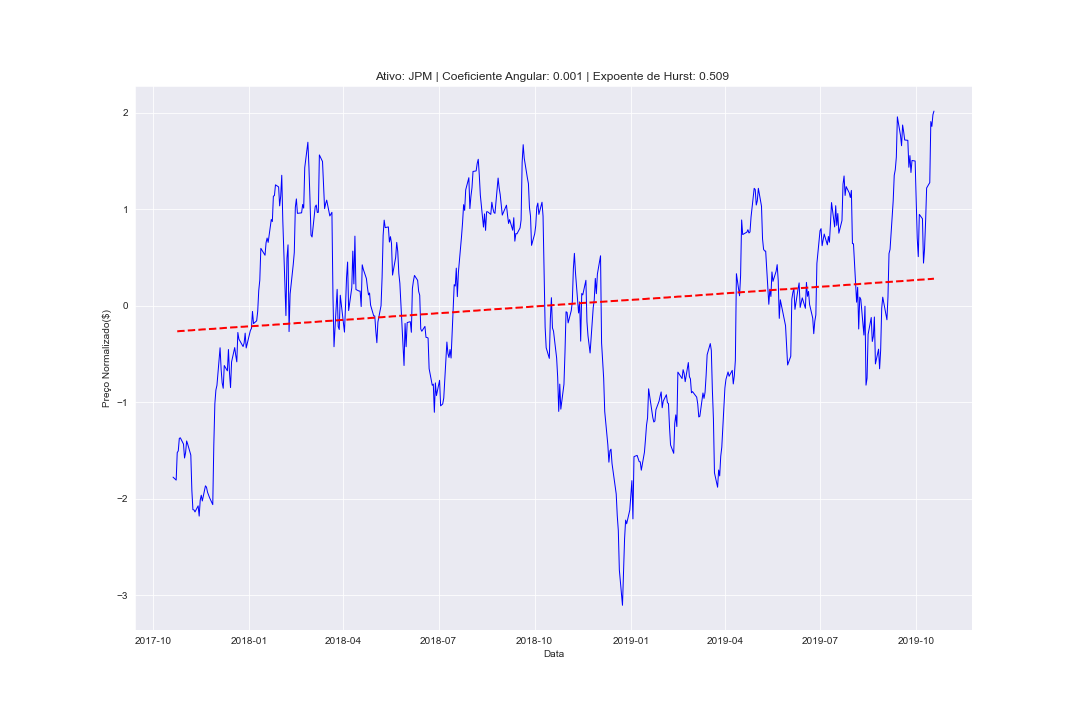 Ativo: JPM | Coeficiente Angular: 0.001 | Expoente de Hurst: 0.509
Preço Normalizado($)
2
1
0
−1
−2
−3
2017-10 2018-01 2018-04 2018-07 2018-10 2019-01 2019-04 2019-07 2019-10
Data